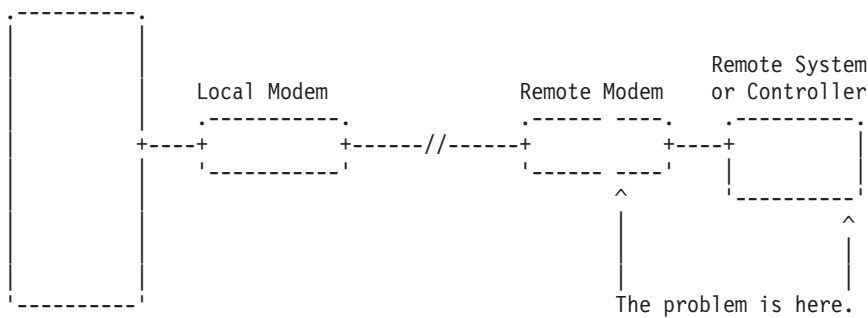 Remote System
Local Modem Remote Modem or Controller
The problem is here.